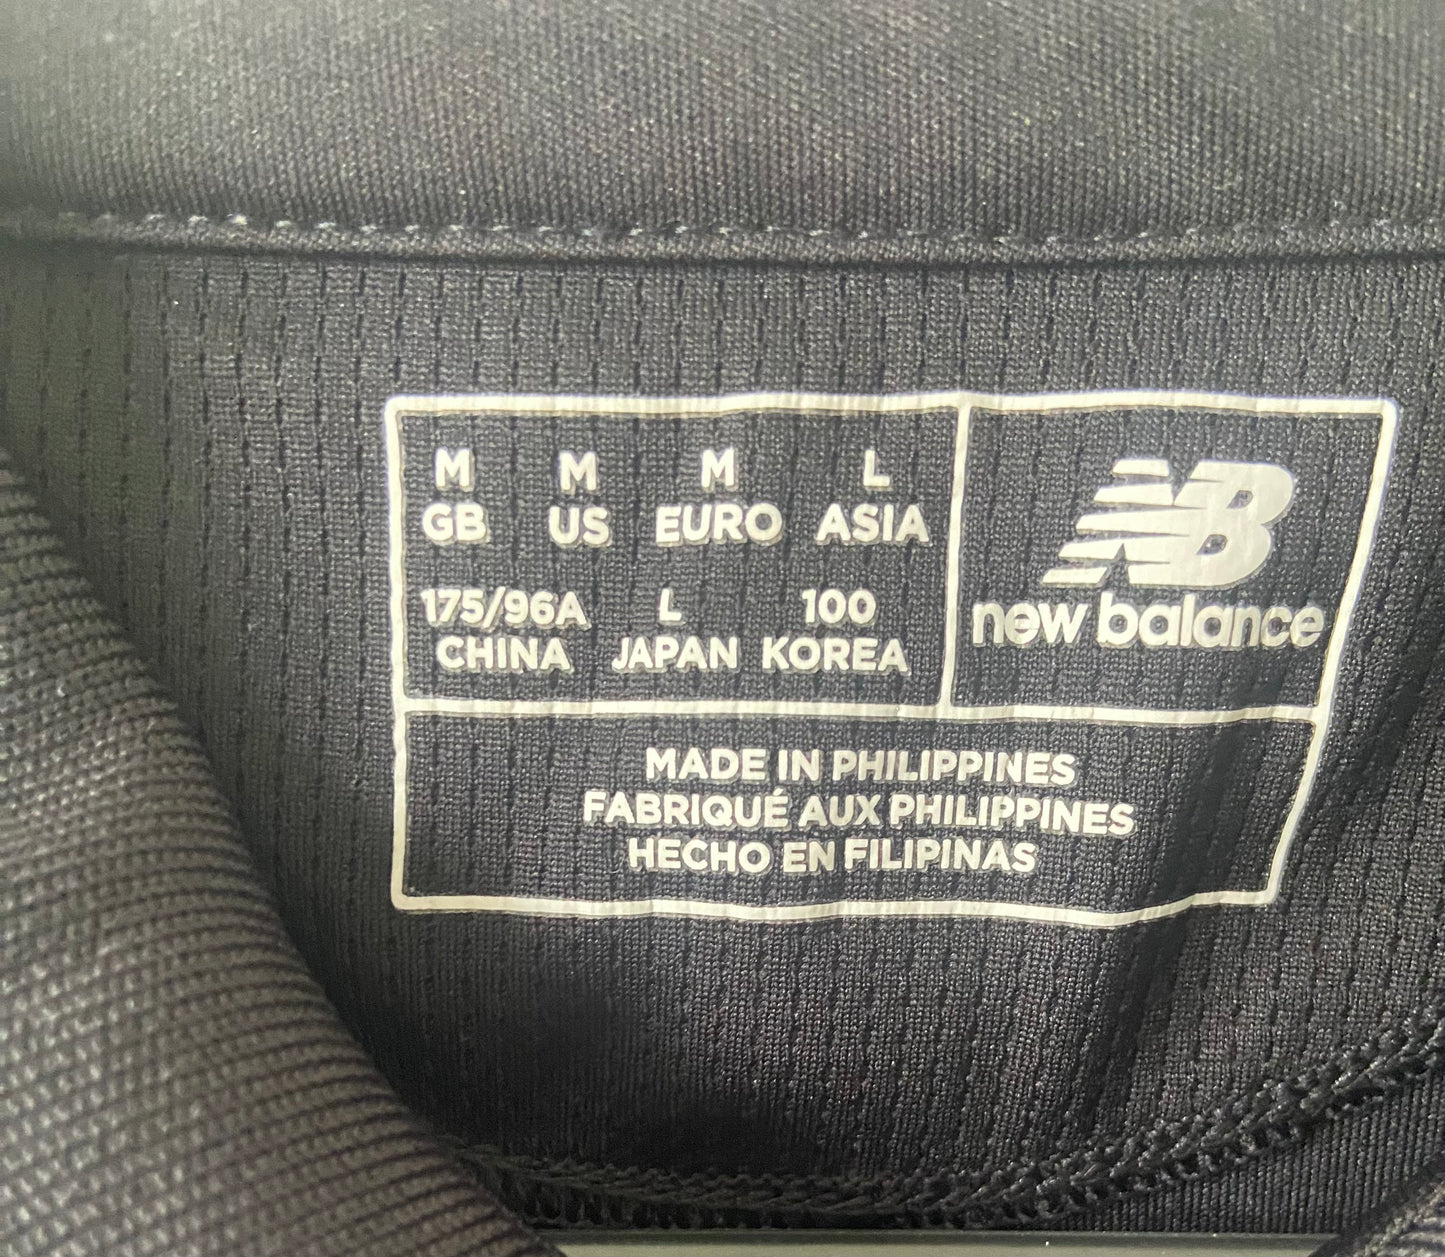 M M M L
GB US EURO ASIA
175/96A L 100
CHINA JAPAN KOREA
NB
new balance
MADE IN PHILIPPINES
FABRIQUÉ AUX PHILIPPINES
HECHO EN FILIPINAS